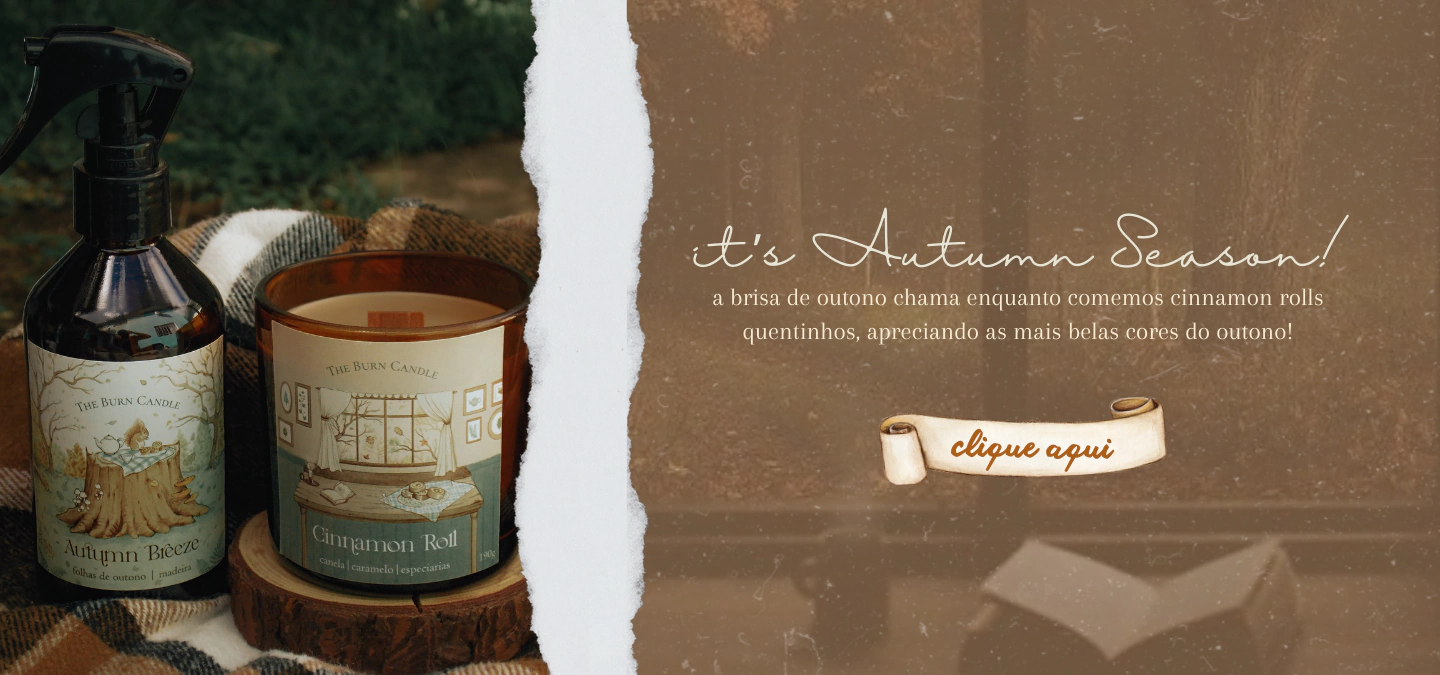 THE BURN CANDLE
Autumn Breeze
folhas de outono | madeira
THE BURN CANDLE
Cinnamon Roll
canela | caramelo | especiarias
190g
it's Autumn Season!
a brisa de outono chama enquanto comemos cinnamon rolls
quentinhos, apreciando as mais belas cores do outono!
clique aqui